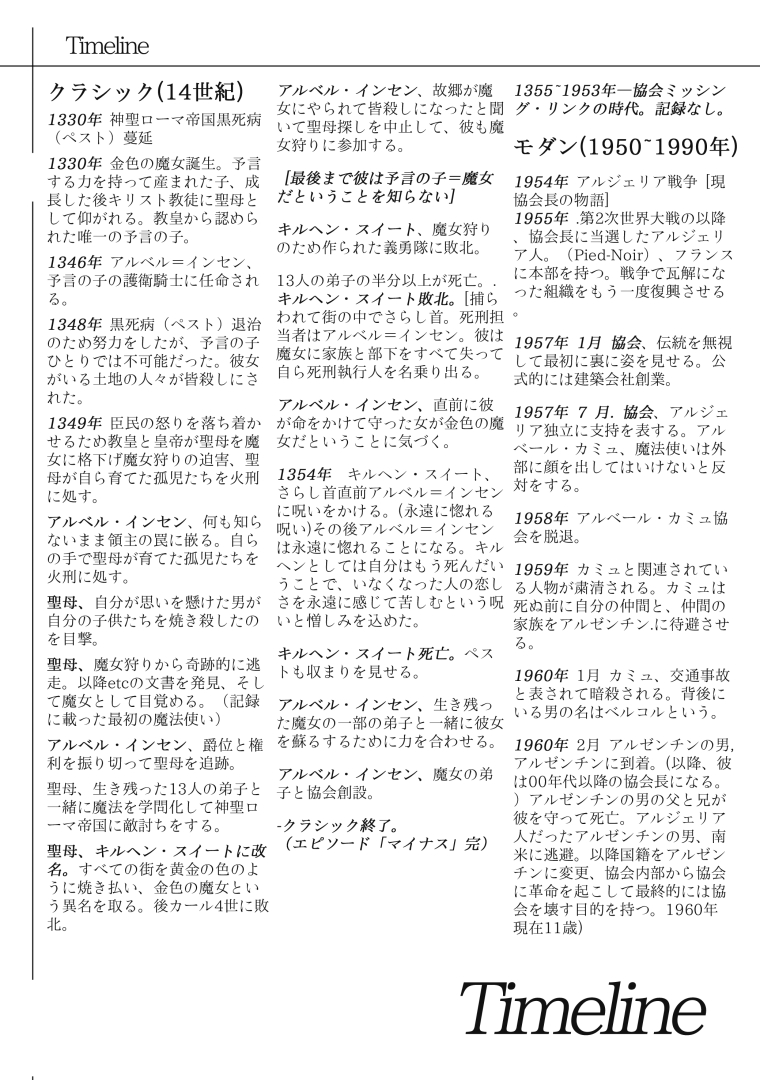 Timeline
クラシック(14世紀)
1330年 神聖ローマ帝国黒死病
（ペスト）蔓延
1330年 金色の魔女誕生。予言
する力を持って産まれた子、成
長した後キリスト教徒に聖母と
して仰がれる。教皇から認めら
れた唯一の予言の子。
1346年 アルベル＝インセン、
予言の子の護衛騎士に任命され
る。
1348年 黒死病（ペスト）退治
のため努力をしたが、予言の子
ひとりでは不可能だった。彼女
がいる土地の人々が皆殺しにさ
れた。
1349年 臣民の怒りを落ち着か
せるため教皇と皇帝が聖母を魔
女に格下げ魔女狩りの迫害、聖
母が自ら育てた孤児たちを火刑
に処す。
アルベル・インセン、何も知ら
ないまま領主の罠に嵌る。自ら
の手で聖母が育てた孤児たちを
火刑に処す。
聖母、自分が思いを懸けた男が
自分の子供たちを焼き殺したの
を目撃。
聖母、魔女狩りから奇跡的に逃
走。以降etcの文書を発見、そし
て魔女として目覚める。（記録
に載った最初の魔法使い）
アルベル・インセン、爵位と権
利を振り切って聖母を追跡。
聖母、生き残った13人の弟子と
一緒に魔法を学問化して神聖ロ
ーマ帝国に敵討ちをする。
聖母、キルヘン・スイートに改
名。すべての街を黄金の色のよ
うに焼き払い、金色の魔女とい
う異名を取る。後カール4世に敗
北。
アルベル・インセン、故郷が魔
女にやられて皆殺しになったと聞
いて聖母探しを中止して、彼も魔
女狩りに参加する。
[最後まで彼は予言の子＝魔女
だということを知らない]
キルヘン・スイート、魔女狩り
のため作られた義勇隊に敗北。
13人の弟子の半分以上が死亡。.
キルヘン・スイート敗北。[捕ら
われて街の中でさらし首。死刑担
当者はアルベル＝インセン。彼は
魔女に家族と部下をすべて失って
自ら死刑執行人を名乗り出る。
アルベル・インセン、直前に彼
が命をかけて守った女が金色の魔
女だということに気づく。
1354年　キルヘン・スイート、
さらし首直前アルベル＝インセン
に呪いをかける。(永遠に惚れる
呪い)その後アルベル＝インセン
は永遠に惚れることになる。キル
ヘンとしては自分はもう死んだい
うことで、いなくなった人の恋し
さを永遠に感じて苦しむという呪
いと憎しみを込めた。
キルヘン・スイート死亡。ペス
トも収まりを見せる。
アルベル・インセン、生き残っ
た魔女の一部の弟子と一緒に彼女
を蘇るするために力を合わせる。
アルベル・インセン、魔女の弟
子と協会創設。
-クラシック終了。
（エピソード「マイナス」完）
1355~1953年―協会ミッシン
グ・リンクの時代。記録なし。
モダン(1950~1990年)
1954年 アルジェリア戦争 [現
協会長の物語]
1955年 .第2次世界大戦の以降
、協会長に当選したアルジェリ
ア人。（Pied-Noir）、フランス
に本部を持つ。戦争で瓦解にな
った組織をもう一度復興させる
。
1957年 1月 協会、伝統を無視
して最初に裏に姿を見せる。公
式的には建築会社創業。
1957年 7 月. 協会、アルジェ
リア独立に支持を表する。アル
ベール・カミュ、魔法使いは外
部に顔を出してはいけないと反
対をする。
1958年 アルベール・カミュ協
会を脱退。
1959年 カミュと関連されてい
る人物が粛清される。カミュは
死ぬ前に自分の仲間と、仲間の
家族をアルゼンチン.に待避させ
る。
1960年 1月 カミュ、交通事故
と表されて暗殺される。背後に
いる男の名はベルコルという。
1960年 2月 アルゼンチンの男,
アルゼンチンに到着。(以降、彼
は00年代以降の協会長になる。
）アルゼンチンの男の父と兄が
彼を守って死亡。アルジェリア
人だったアルゼンチンの男、南
米に逃避。以降国籍をアルゼン
チンに変更、協会内部から協会
に革命を起こして最終的には協
会を壊す目的を持つ。1960年
現在11歳）
Timeline